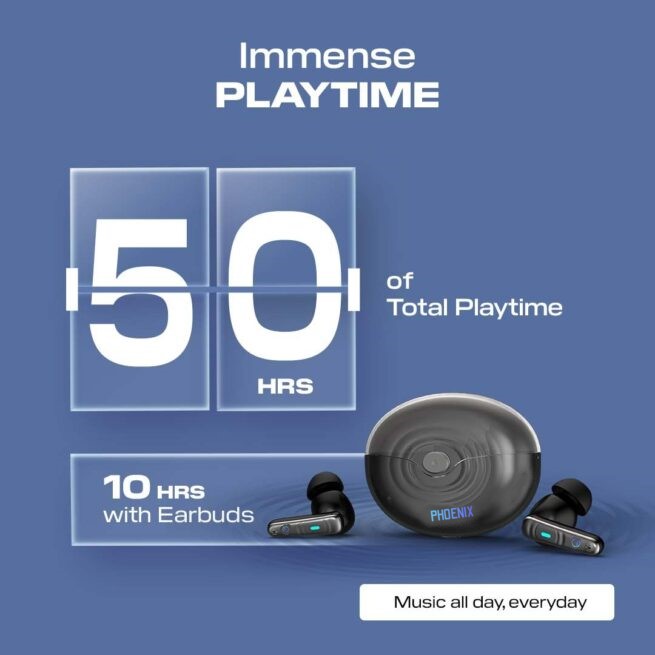 Immense
PLAYTIME
50
HRS
of
Total Playtime
10 HRS
with Earbuds
PHOENIX
Music all day, everyday